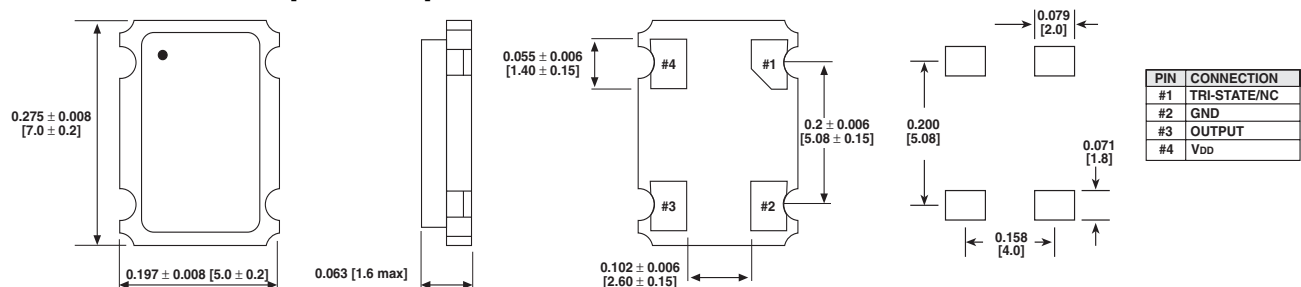 0.275 ± 0.008
[7.0 ± 0.2]
0.197 ± 0.008 [5.0 ± 0.2]
0.063 [1.6 max]
0.055 ± 0.006
[1.40 ± 0.15]
#4
#1
#3
#2
0.2 ± 0.006
[5.08 ± 0.15]
0.102 ± 0.006
[2.60 ± 0.15]
0.079
[2.0]
0.200
[5.08]
0.071
[1.8]
0.158
[4.0]
PIN CONNECTION
#1 TRI-STATE/NC
#2 GND
#3 OUTPUT
#4 VDD